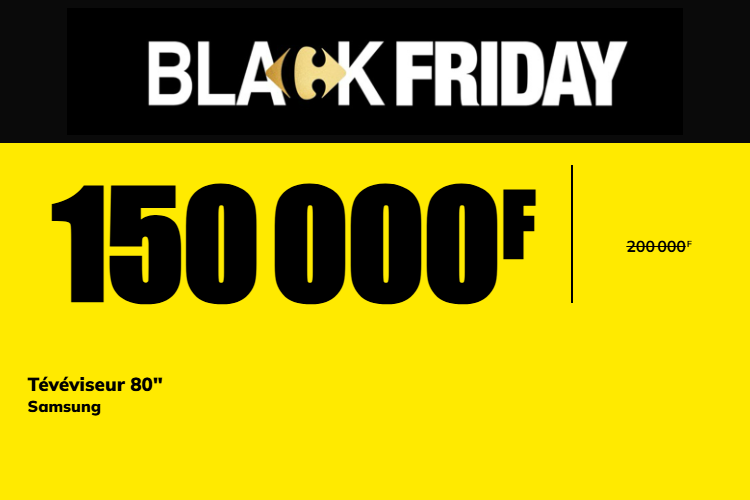 BLACK FRIDAY
150 000F
200 000F
Tévéviseur 80"
Samsung